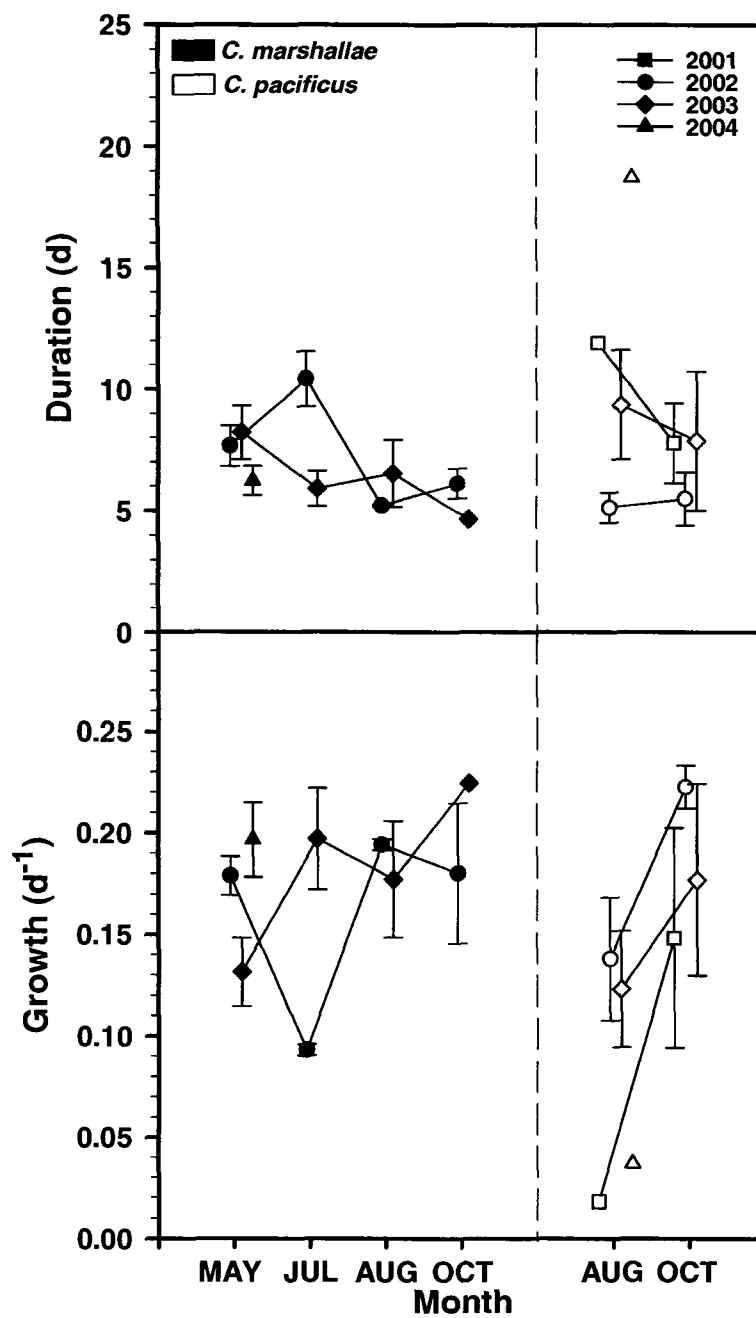 25
20
15
10
5
0
Duration (d)
C. marshallae
C. pacificus
2001
2002
2003
2004
0.25
0.20
0.15
0.10
0.05
0.00
Growth (d⁻¹)
MAY JUL AUG OCT AUG OCT
Month